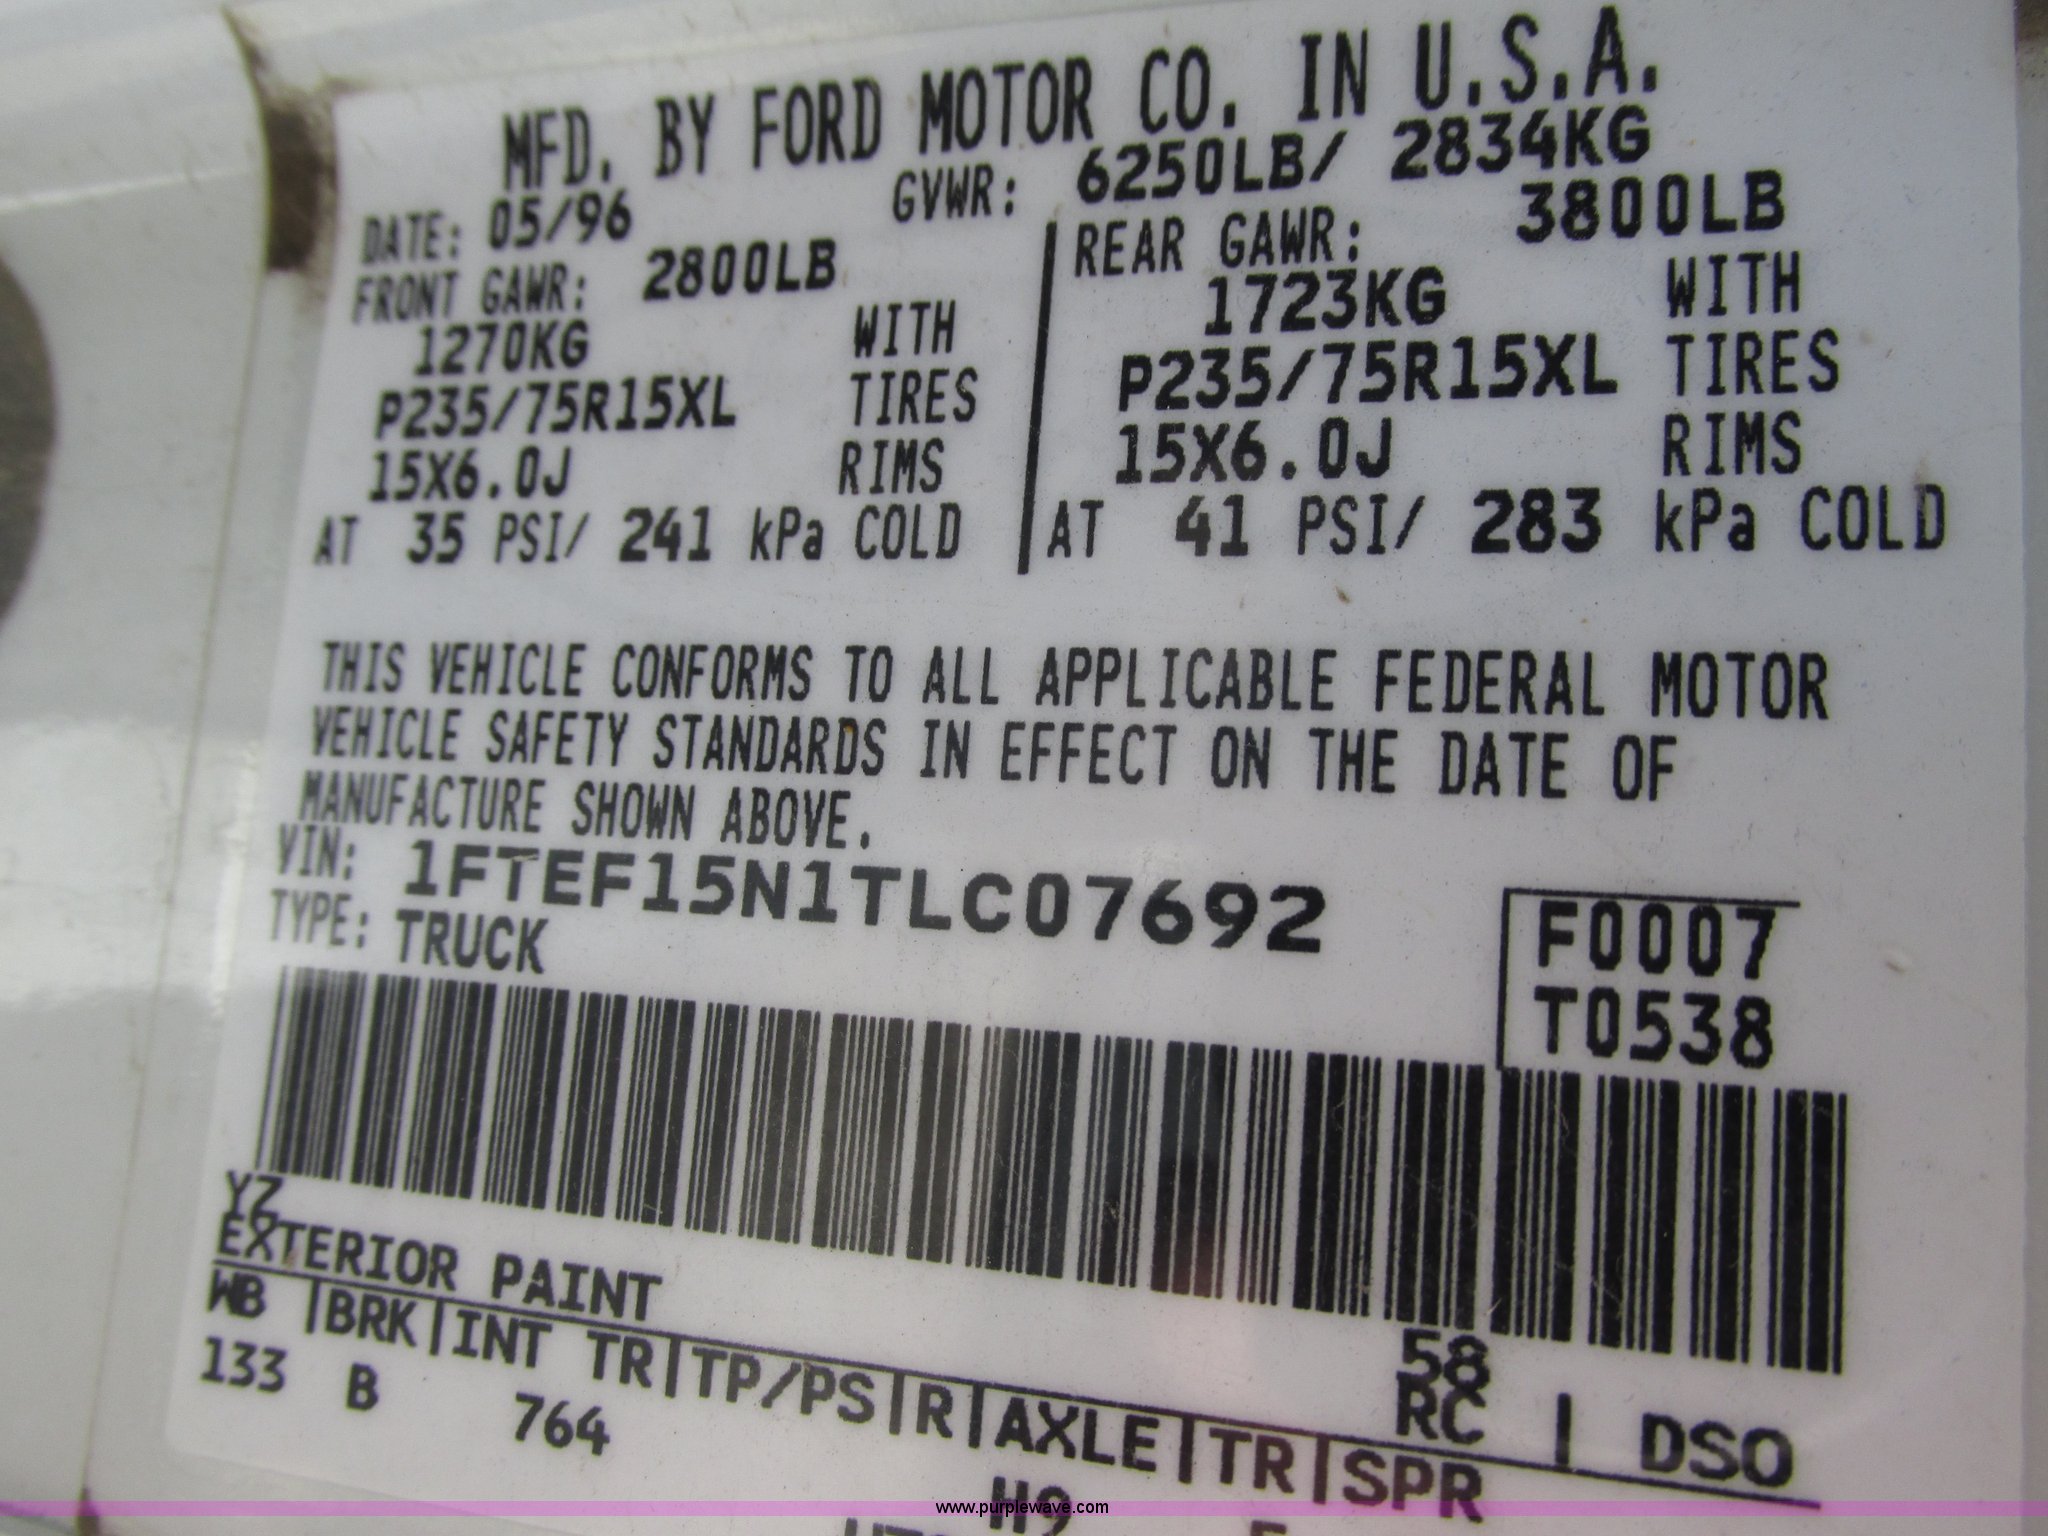 MFD. BY FORD MOTOR CO. IN U.S.A.
DATE: 05/96 GVWR: 6250LB/ 2834KG
FRONT GAWR: 2800LB
1270KG WITH
P235/75R15XL TIRES
15X6.0J RIMS
AT 35 PSI/ 241 kPa COLD
REAR GAWR: 3800LB
1723KG WITH
P235/75R15XL TIRES
15X6.0J RIMS
AT 41 PSI/ 283 kPa COLD
THIS VEHICLE CONFORMS TO ALL APPLICABLE FEDERAL MOTOR
VEHICLE SAFETY STANDARDS IN EFFECT ON THE DATE OF
MANUFACTURE SHOWN ABOVE.
VIN: 1FTEF15N1TLC07692
TYPE: TRUCK
F0007
T0538
YZ
EXTERIOR PAINT
58
RC | DSO
WB |BRK|INT TR|TP/PS|R|AXLE|TR|SPR
133 B 764
H9
www.purplewave.com